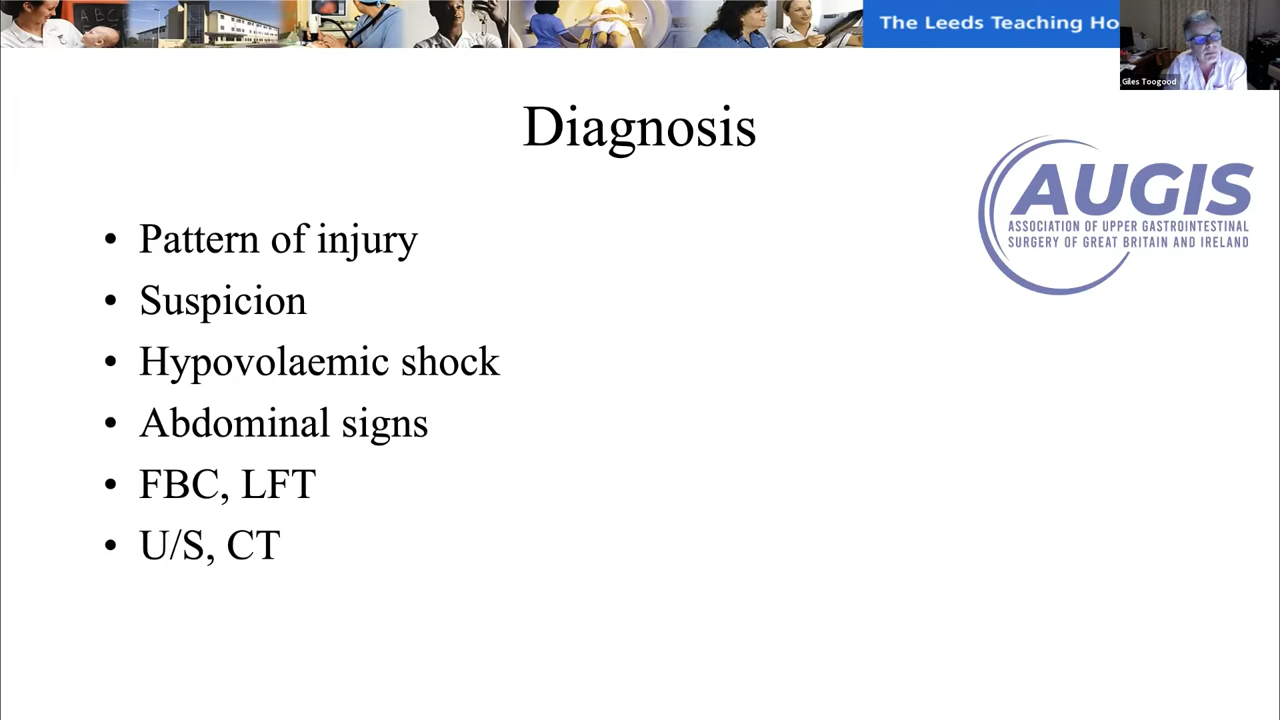 ABC
The Leeds Teaching Ho
Giles Toogood
Diagnosis
AUGIS
ASSOCIATION OF UPPER GASTROINTESTINAL
SURGERY OF GREAT BRITAIN AND IRELAND
• Pattern of injury
• Suspicion
• Hypovolaemic shock
• Abdominal signs
• FBC, LFT
• U/S, CT